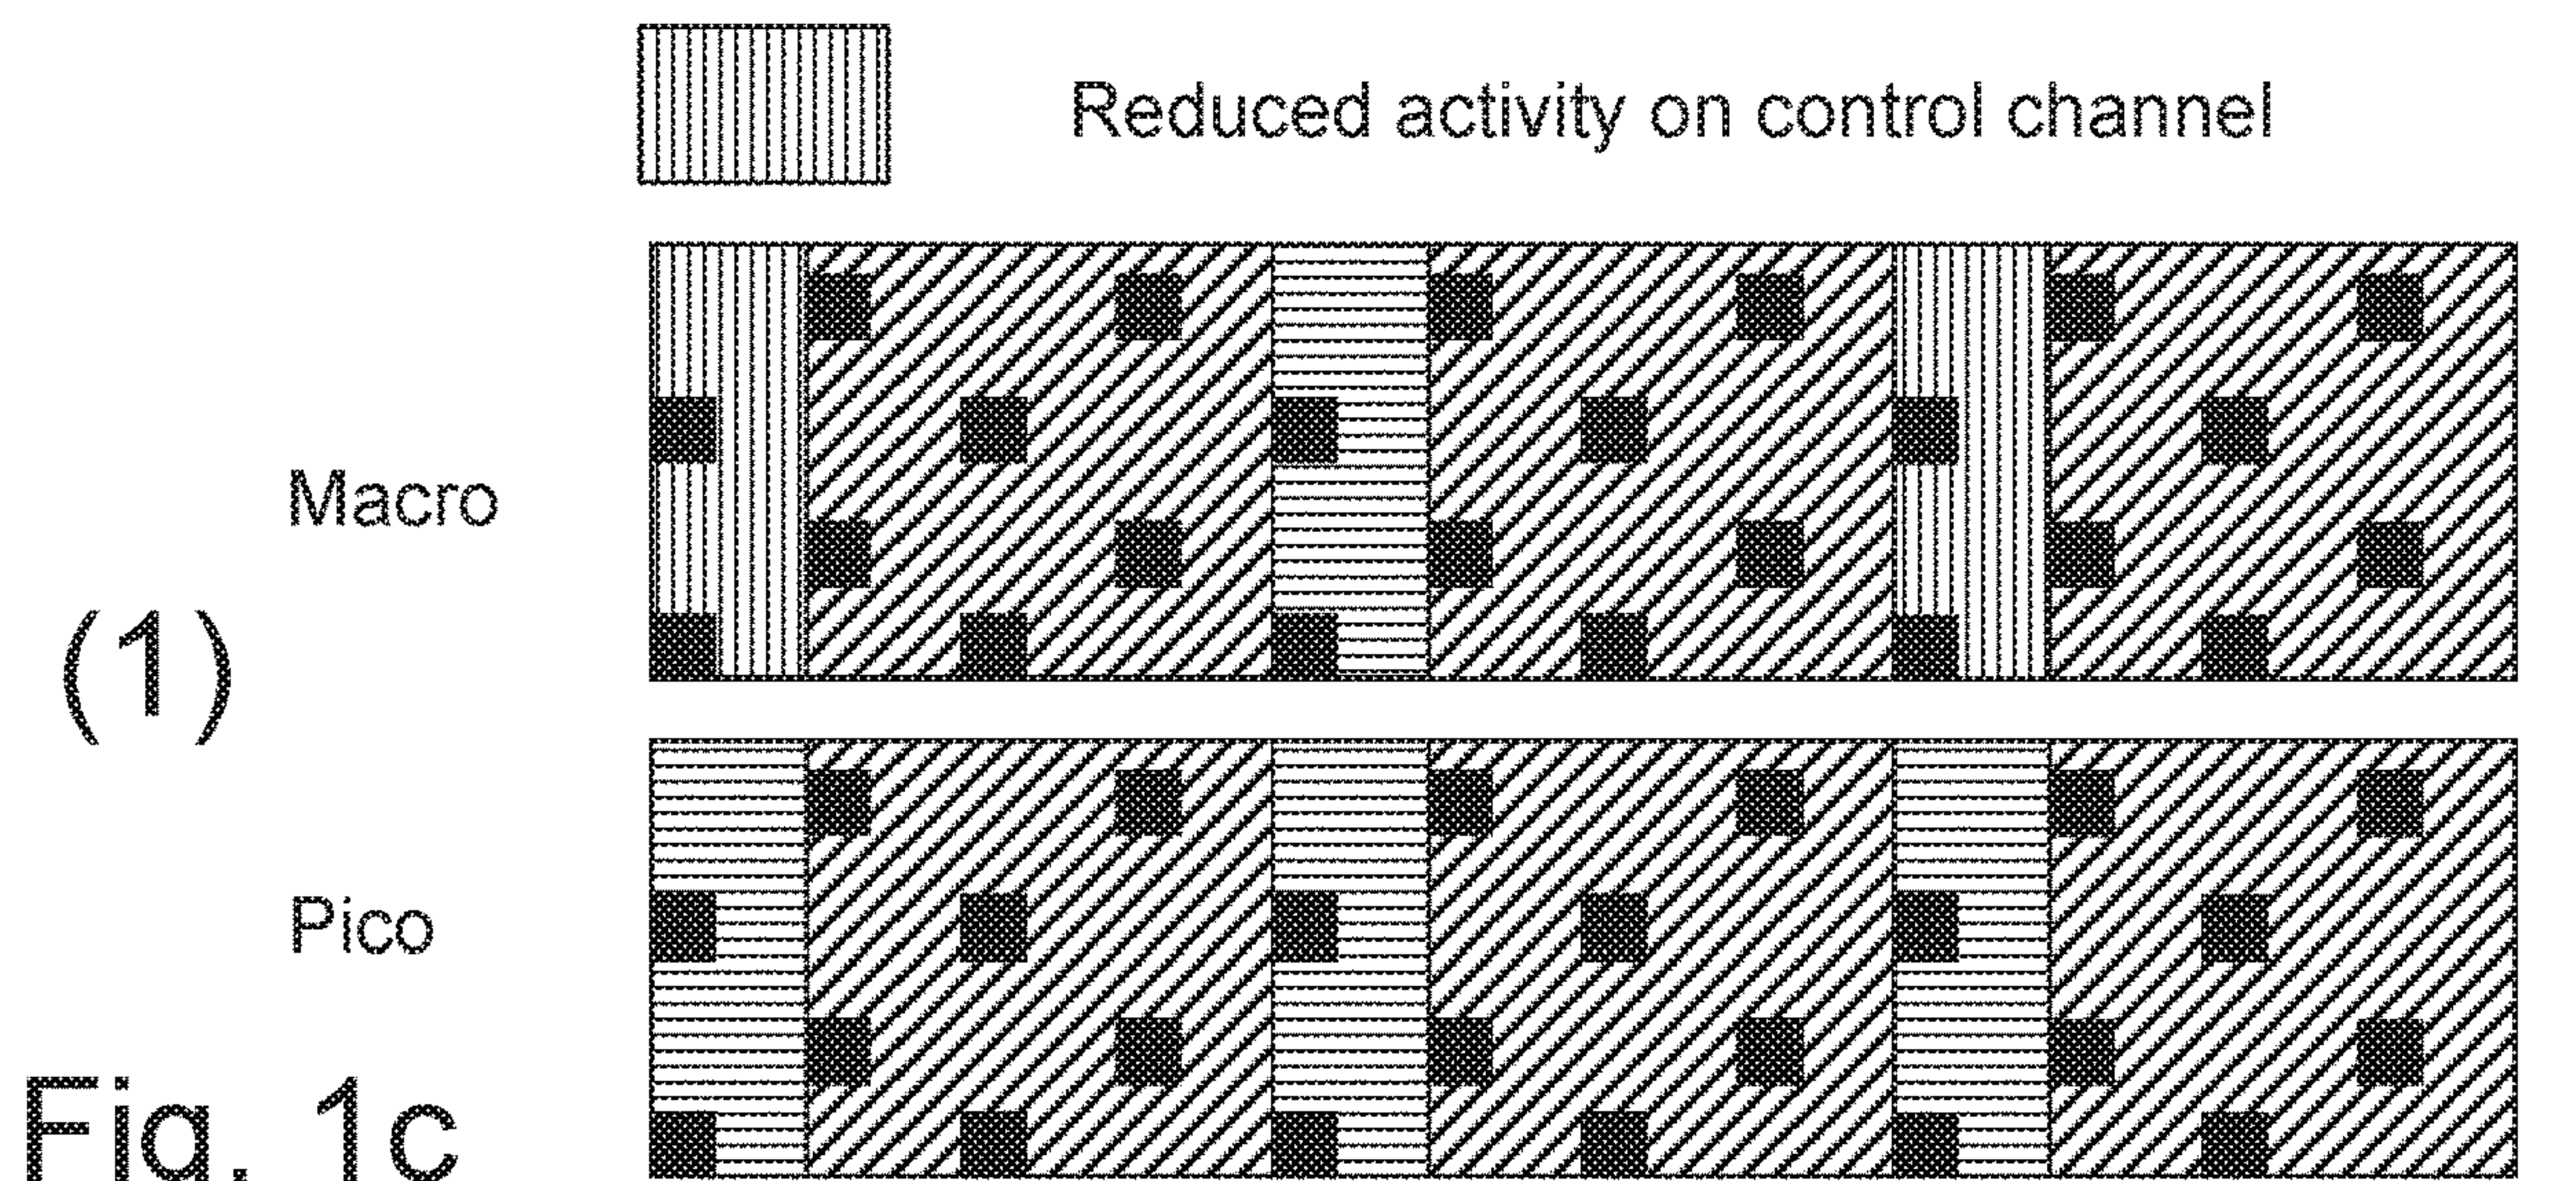 Reduced activity on control channel
Macro
(1)
Pico
Fig. 1c